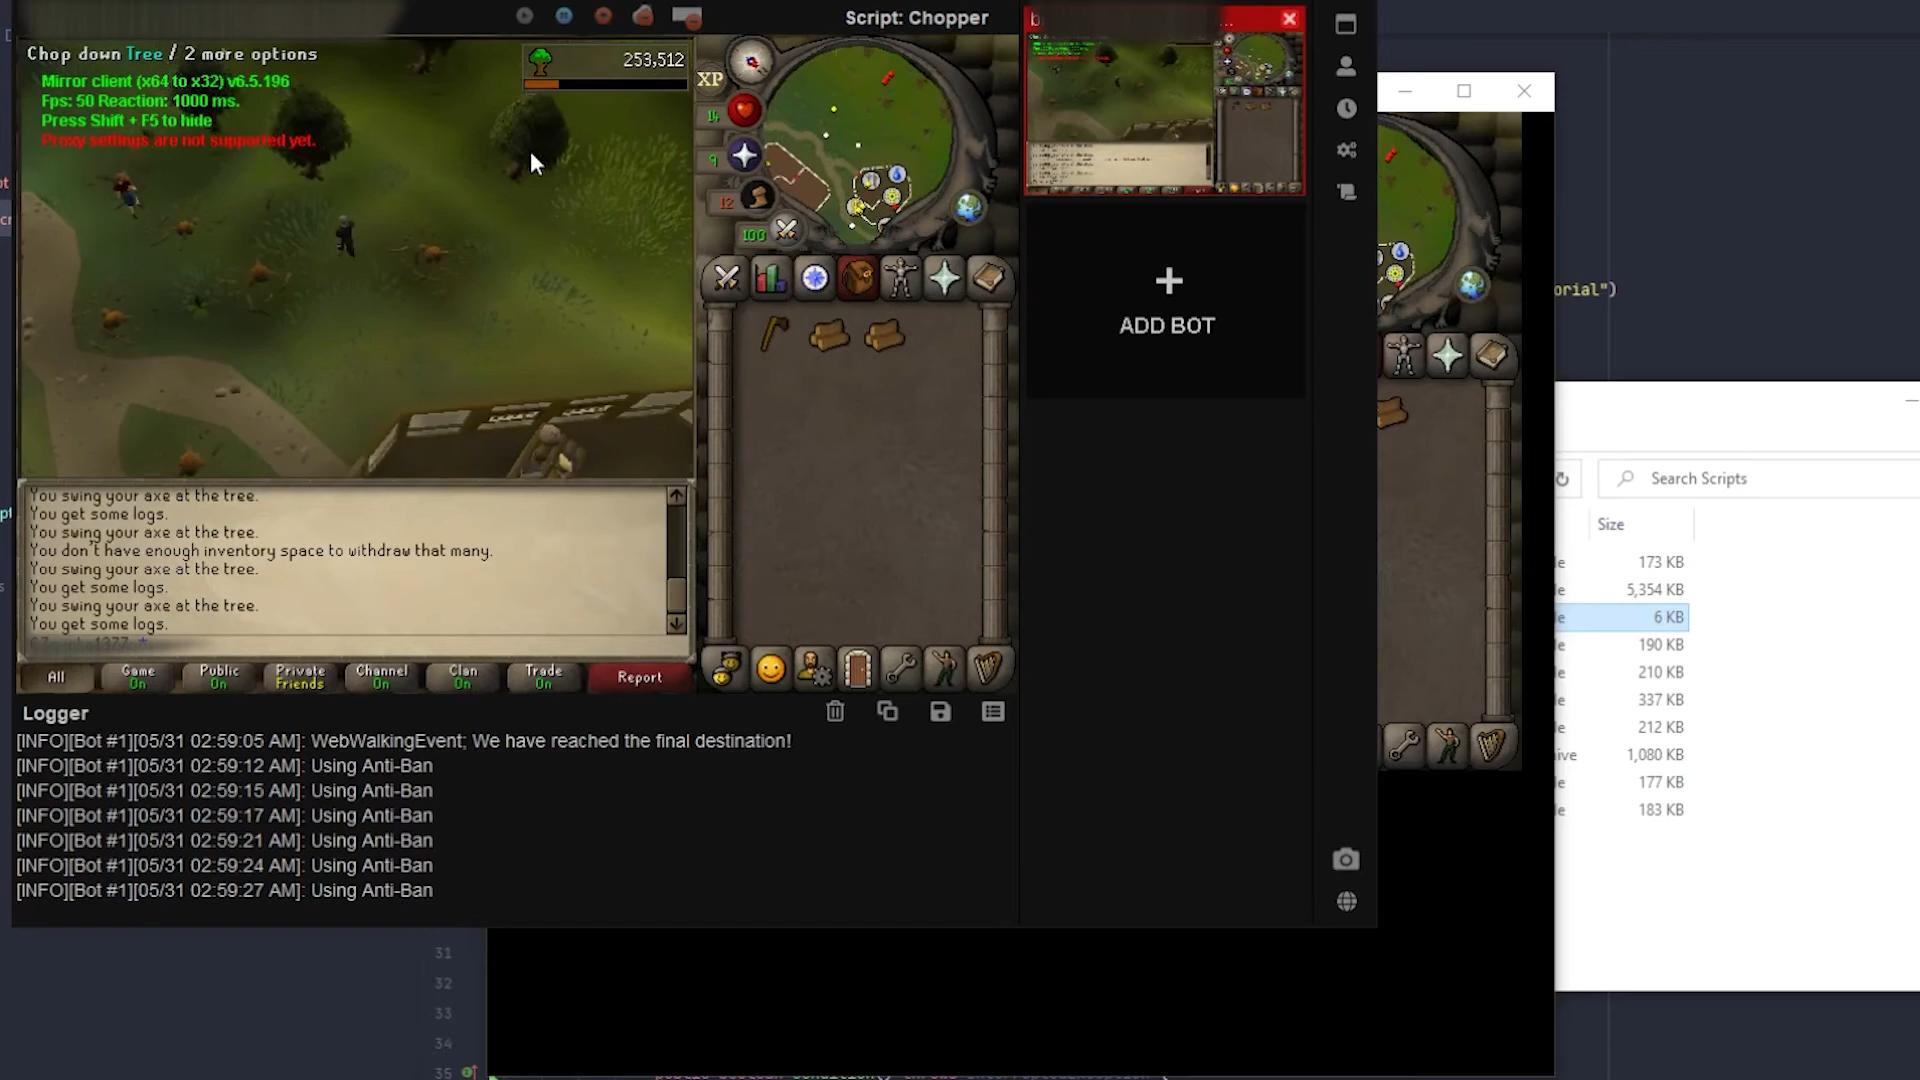 Script: Chopper
Chop down Tree / 2 more options
253,512
Mirror client (x64 to x32) v6.5.196
Fps: 50 Reaction: 1000 ms.
Press Shift + F5 to hide
Proxy settings are not supported yet.
XP
14
9
12
100
You swing your axe at the tree.
You get some logs.
You swing your axe at the tree.
You don't have enough inventory space to withdraw that many.
You swing your axe at the tree.
You get some logs.
You swing your axe at the tree.
You get some logs.
All
Game
On
Public
On
Private
Friends
Channel
On
Clan
On
Trade
On
Report
Logger
[INFO][Bot #1][05/31 02:59:05 AM]: WebWalkingEvent; We have reached the final destination!
[INFO][Bot #1][05/31 02:59:12 AM]: Using Anti-Ban
[INFO][Bot #1][05/31 02:59:15 AM]: Using Anti-Ban
[INFO][Bot #1][05/31 02:59:17 AM]: Using Anti-Ban
[INFO][Bot #1][05/31 02:59:21 AM]: Using Anti-Ban
[INFO][Bot #1][05/31 02:59:24 AM]: Using Anti-Ban
[INFO][Bot #1][05/31 02:59:27 AM]: Using Anti-Ban
ADD BOT
orial")
Search Scripts
Size
173 KB
5,354 KB
6 KB
190 KB
210 KB
337 KB
212 KB
ive 1,080 KB
177 KB
183 KB
31
32
33
34
35